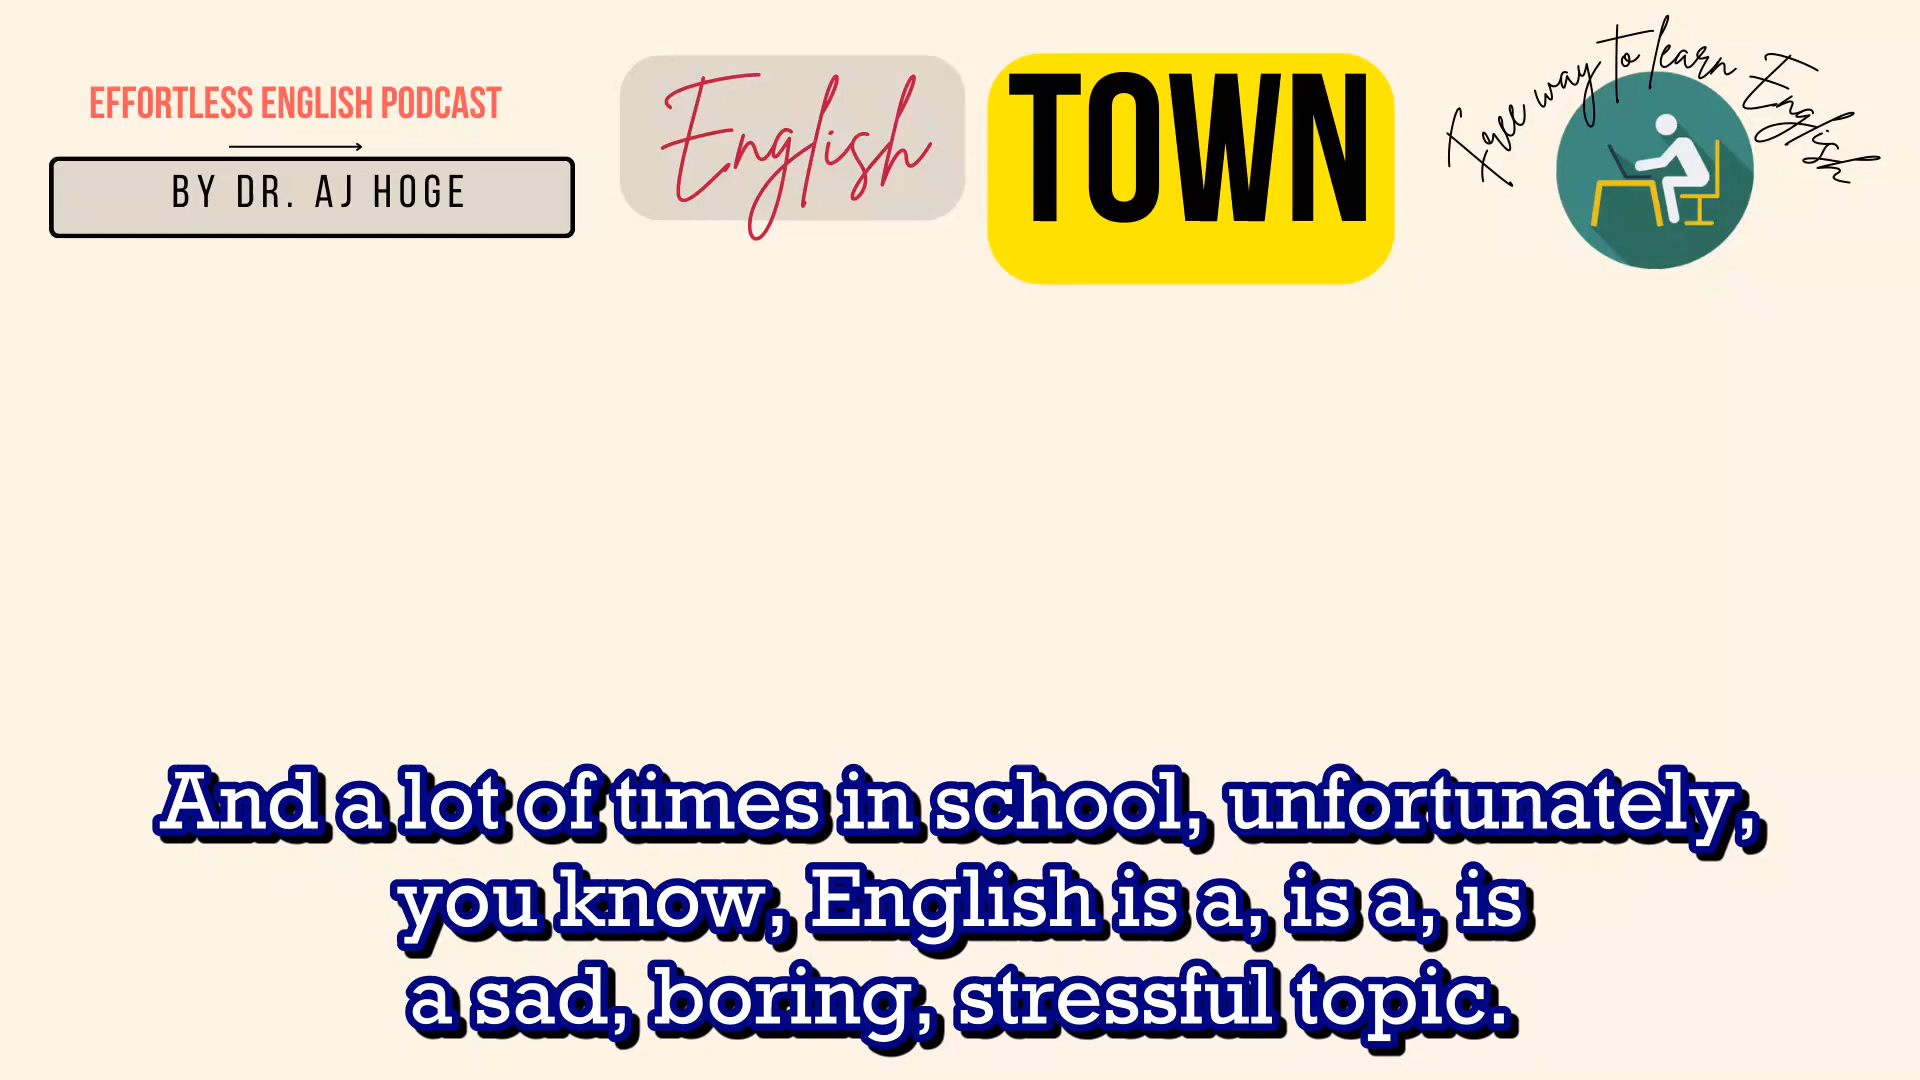 EFFORTLESS ENGLISH PODCAST
BY DR. AJ HOGE
English
TOWN
Free way to learn English
And a lot of times in school, unfortunately,
you know, English is a, is a, is
a sad, boring, stressful topic.